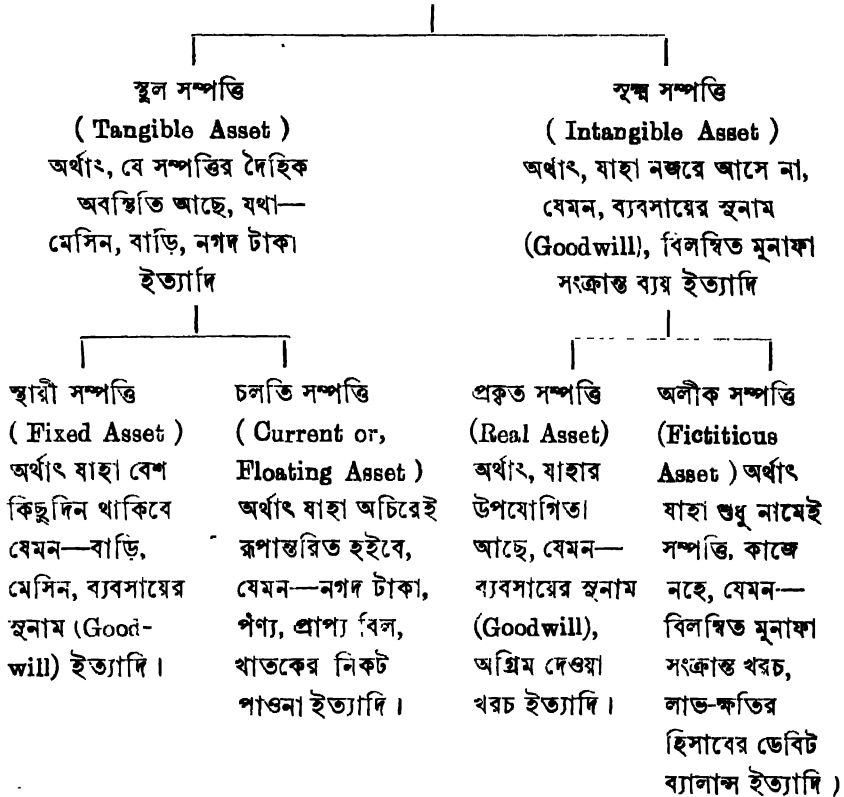 স্থূল সম্পত্তি
( Tangible Asset )
অর্থাৎ, যে সম্পত্তির দৈহিক
অবস্থিতি আছে, যথা—
মেসিন, বাড়ি, নগদ টাকা
ইত্যাদি
সূক্ষ্ম সম্পত্তি
( Intangible Asset )
অর্থাৎ, যাহা নজরে আসে না,
যেমন, ব্যবসায়ের সুনাম
(Goodwill), বিলম্বিত মুনাফা
সংক্রান্ত ব্যয় ইত্যাদি
স্থায়ী সম্পত্তি
( Fixed Asset )
অর্থাৎ যাহা বেশ
কিছুদিন থাকিবে
যেমন—বাড়ি,
মেসিন, ব্যবসায়ের
সুনাম (Good-
will) ইত্যাদি।
চলতি সম্পত্তি
( Current or,
Floating Asset )
অর্থাৎ যাহা অচিরেই
রূপান্তরিত হইবে,
যেমন—নগদ টাকা,
পণ্য, প্রাপ্য বিল,
খাতকের নিকট
পাওনা ইত্যাদি।
প্রকৃত সম্পত্তি
(Real Asset)
অর্থাৎ, যাহার
উপযোগিতা
আছে, যেমন—
ব্যবসায়ের সুনাম
(Goodwill),
অগ্রিম দেওয়া
খরচ ইত্যাদি।
অলীক সম্পত্তি
(Fictitious
Asset ) অর্থাৎ
যাহা শুধু নামেই
সম্পত্তি, কাজে
নহে, যেমন—
বিলম্বিত মুনাফা
সংক্রান্ত খরচ,
লাভ-ক্ষতির
হিসাবের ডেবিট
ব্যালান্স ইত্যাদি )